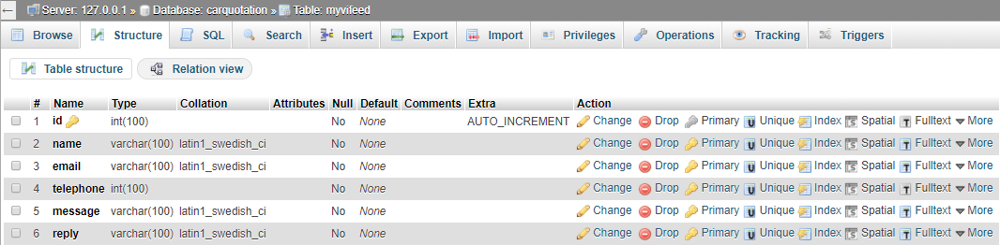 Server: 127.0.0.1 » Database: carquotation » Table: myvifeed
Browse Structure SQL Search Insert Export Import Privileges Operations Tracking Triggers
Table structure Relation view
# Name Type Collation Attributes Null Default Comments Extra Action
1 id int(100) No None AUTO_INCREMENT Change Drop Primary Unique Index Spatial Fulltext More
2 name varchar(100) latin1_swedish_ci No None Change Drop Primary Unique Index Spatial Fulltext More
3 email varchar(100) latin1_swedish_ci No None Change Drop Primary Unique Index Spatial Fulltext More
4 telephone int(100) No None Change Drop Primary Unique Index Spatial Fulltext More
5 message varchar(100) latin1_swedish_ci No None Change Drop Primary Unique Index Spatial Fulltext More
6 reply varchar(100) latin1_swedish_ci No None Change Drop Primary Unique Index Spatial Fulltext More